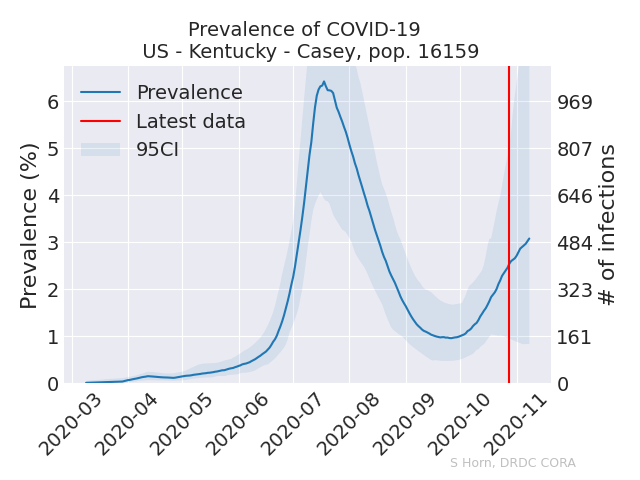 Prevalence of COVID-19
US - Kentucky - Casey, pop. 16159
Prevalence
Latest data
95CI
Prevalence (%)
6
5
4
3
2
1
0
969
807
646
484
323
161
0
# of infections
2020-03
2020-04
2020-05
2020-06
2020-07
2020-08
2020-09
2020-10
2020-11
S Horn, DRDC CORA